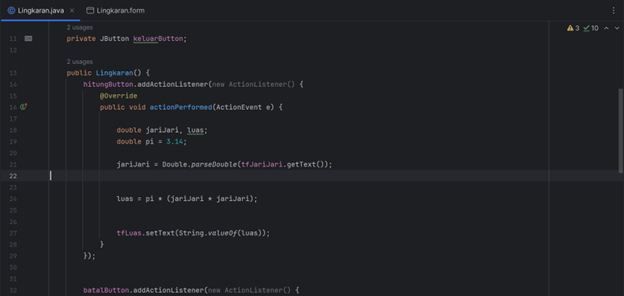 Lingkaran.java × Lingkaran.form
2 usages 3 10
11 private JButton keluarButton;
12
2 usages
13 public Lingkaran() {
14 hitungButton.addActionListener(new ActionListener() {
15 @Override
16 public void actionPerformed(ActionEvent e) {
17
18 double jariJari, luas;
19 double pi = 3.14;
20
21 jariJari = Double.parseDouble(tfJariJari.getText());
22
23
24 luas = pi * (jariJari * jariJari);
25
26
27 tfLuas.setText(String.valueOf(luas));
28 }
29 });
30
31
32 batalButton.addActionListener(new ActionListener() {